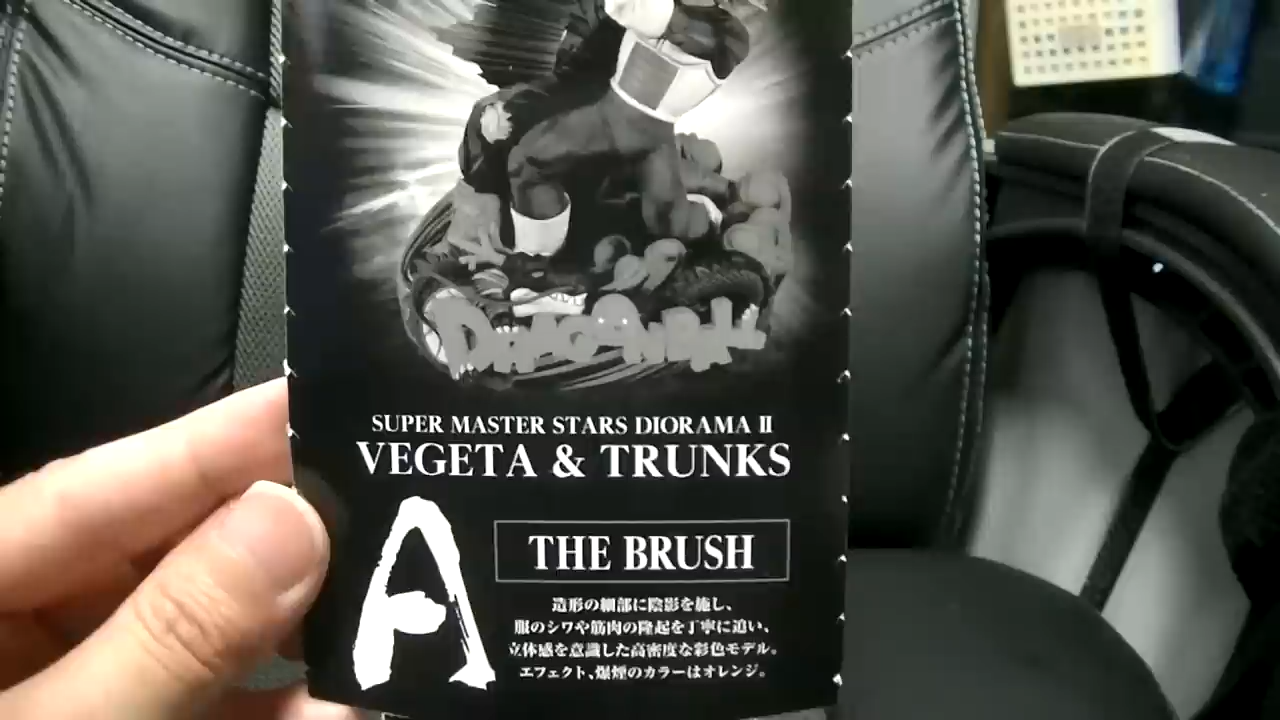 DRAGONBALL
SUPER MASTER STARS DIORAMA II
VEGETA & TRUNKS
A
THE BRUSH
造形の細部に陰影を施し、
服のシワや筋肉の隆起を丁寧に追い、
立体感を意識した高密度な彩色モデル。
エフェクト、爆煙のカラーはオレンジ。